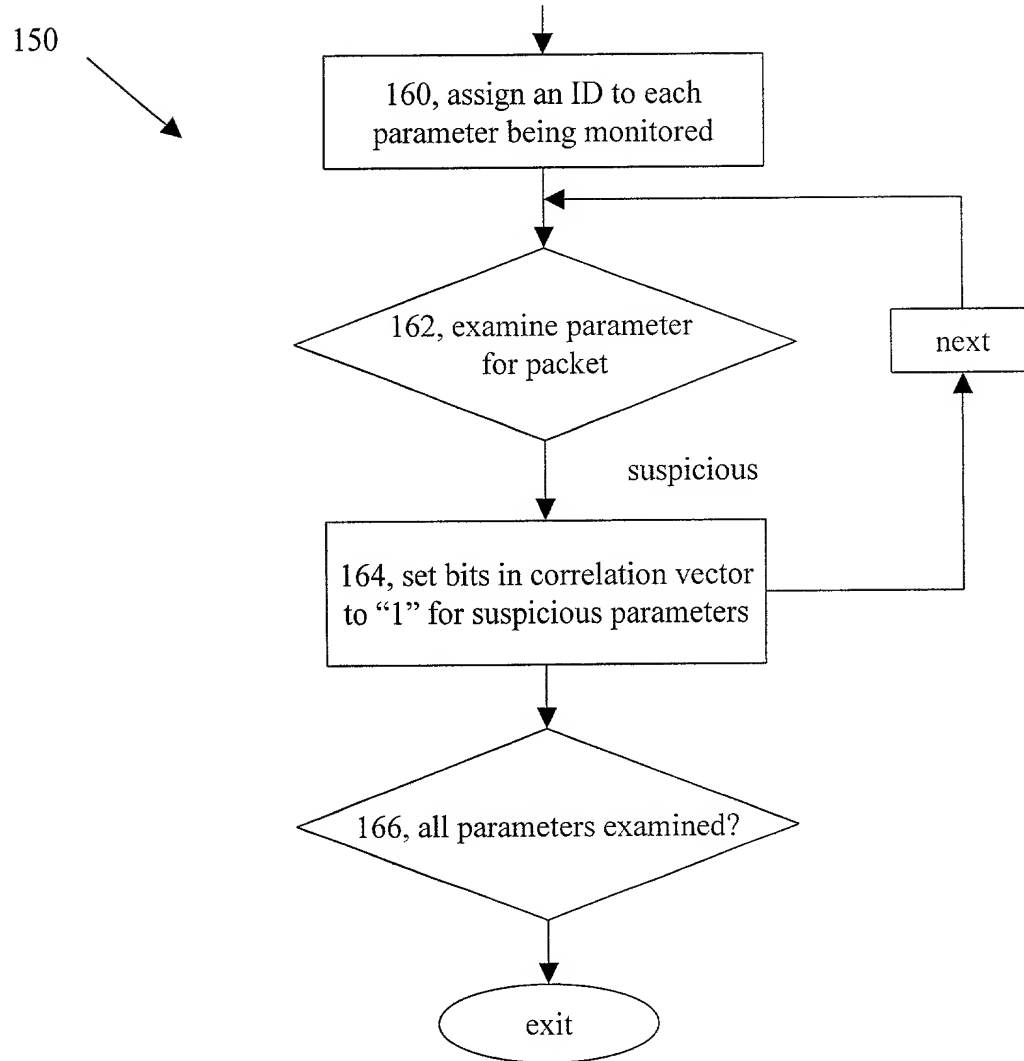 150
160, assign an ID to each
parameter being monitored
162, examine parameter
for packet
next
suspicious
164, set bits in correlation vector
to “1” for suspicious parameters
166, all parameters examined?
exit